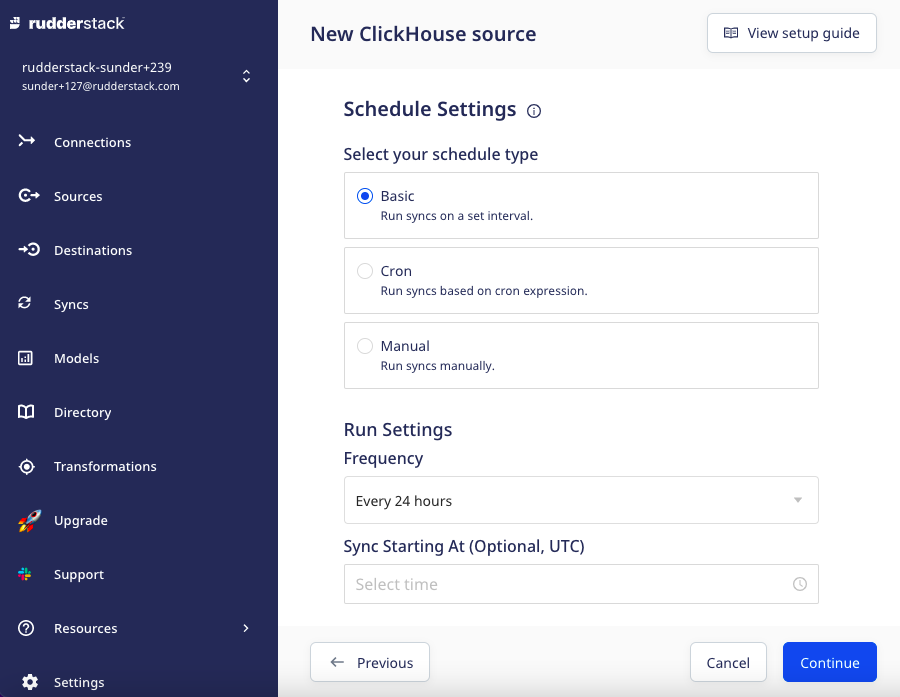 rudderstack
rudderstack-sunder+239
sunder+127@rudderstack.com
Connections
Sources
Destinations
Syncs
Models
Directory
Transformations
Upgrade
Support
Resources
Settings
New ClickHouse source
View setup guide
Schedule Settings
Select your schedule type
Basic
Run syncs on a set interval.
Cron
Run syncs based on cron expression.
Manual
Run syncs manually.
Run Settings
Frequency
Every 24 hours
Sync Starting At (Optional, UTC)
Select time
Previous
Cancel
Continue